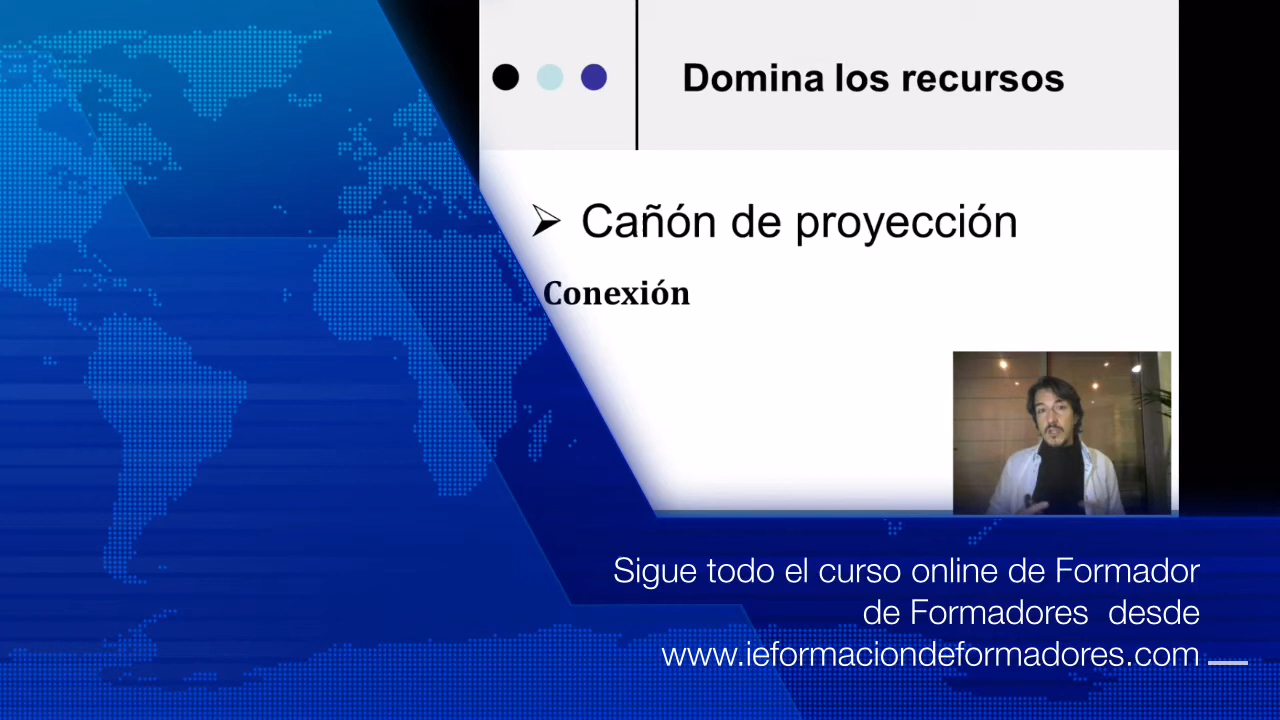 Domina los recursos
Cañón de proyección
Conexión
Sigue todo el curso online de Formador
de Formadores desde
www.ieformaciondeformadores.com